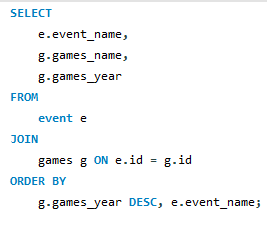 SELECT
e.event_name,
g.games_name,
g.games_year
FROM
event e
JOIN
games g ON e.id = g.id
ORDER BY
g.games_year DESC, e.event_name;